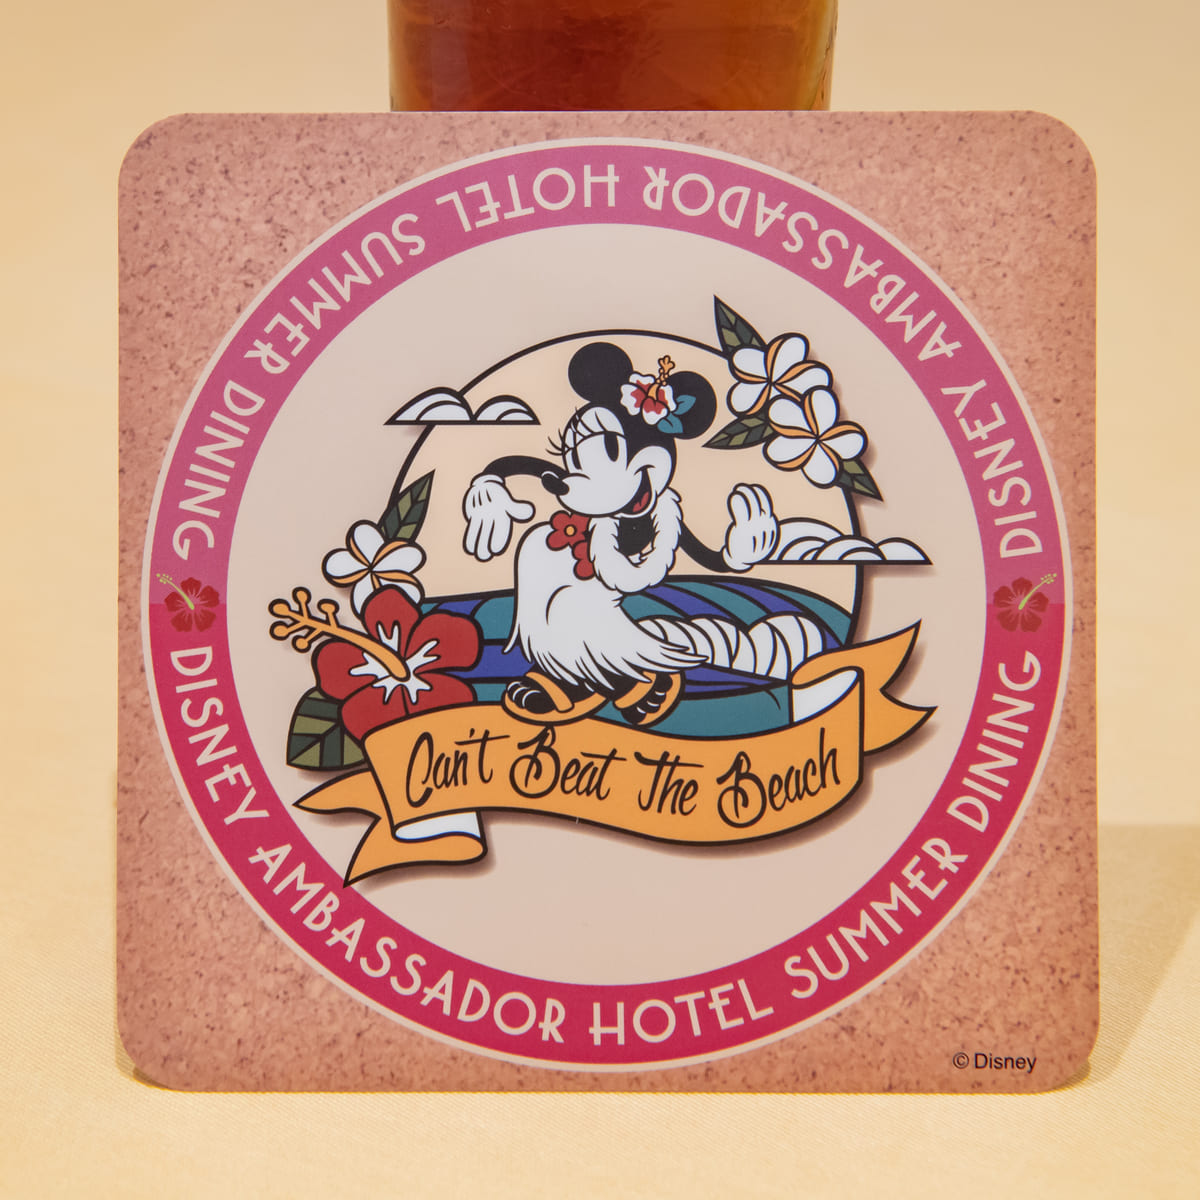 DISNEY AMBASSADOR HOTEL SUMMER DINING
Can't Beat The Beach
DISNEY AMBASSADOR HOTEL SUMMER DINING
© Disney